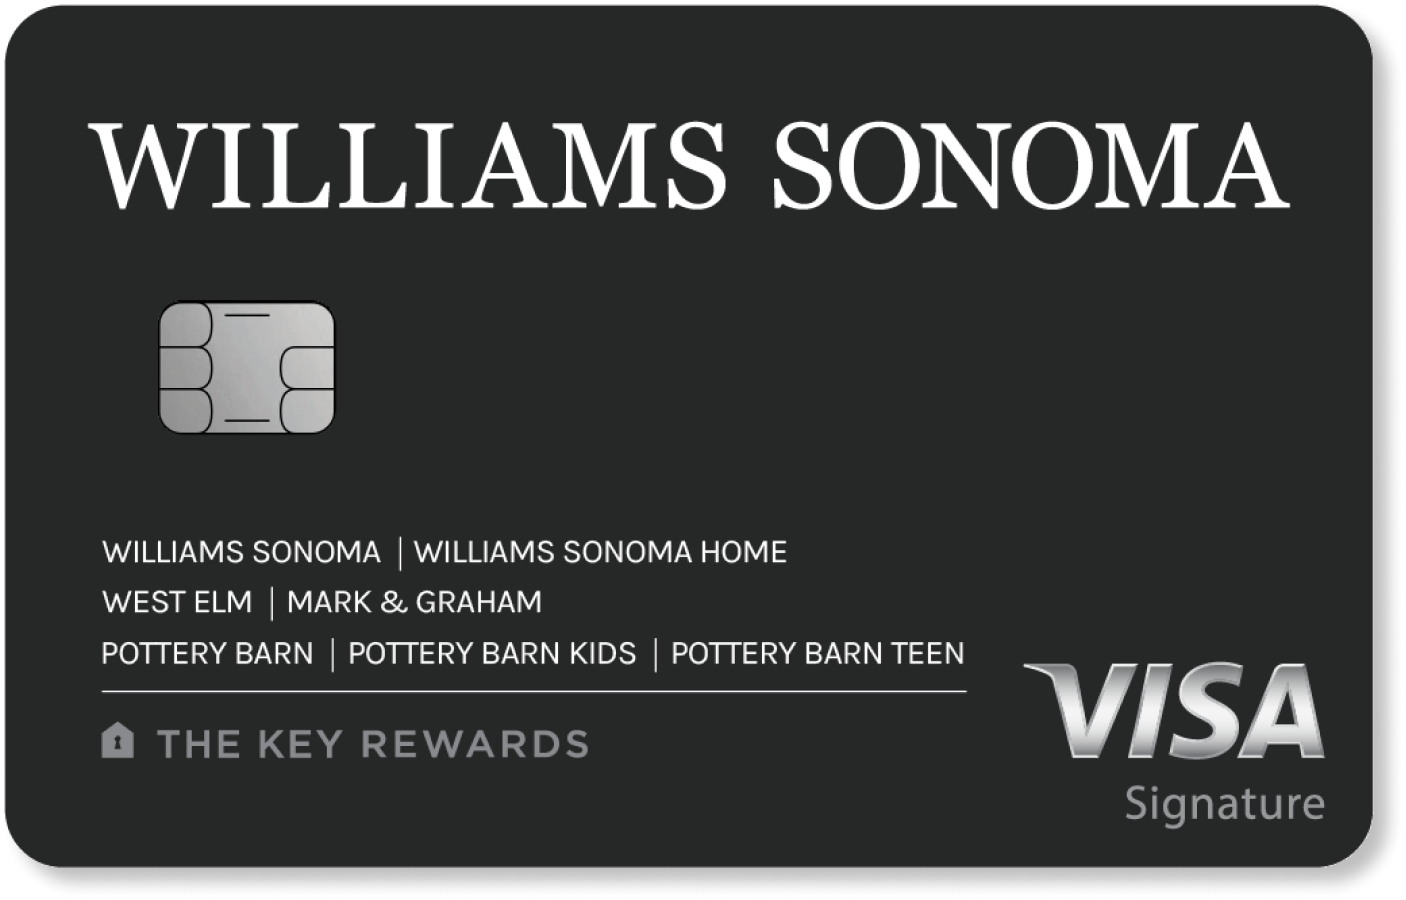 WILLIAMS SONOMA
WILLIAMS SONOMA | WILLIAMS SONOMA HOME
WEST ELM | MARK & GRAHAM
POTTERY BARN | POTTERY BARN KIDS | POTTERY BARN TEEN
THE KEY REWARDS
VISA
Signature